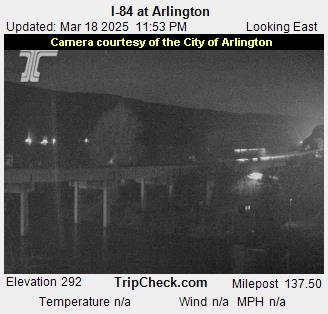 I-84 at Arlington
Updated: Mar 18 2025 11:53 PM Looking East
Camera courtesy of the City of Arlington
Elevation 292 TripCheck.com Milepost 137.50
Temperature n/a Wind n/a MPH n/a